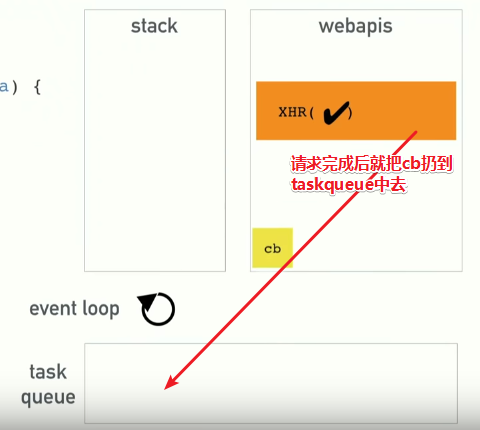 stack
webapis
a) {
XHR( ✔)
请求完成后就把cb扔到
taskqueue中去
cb
event loop
task
queue